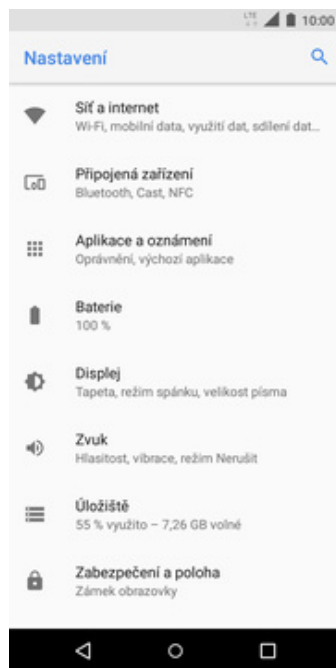 LTE 10:00
Nastavení
Síť a internet
Wi-Fi, mobilní data, využití dat, sdílení dat…
Připojená zařízení
Bluetooth, Cast, NFC
Aplikace a oznámení
Oprávnění, výchozí aplikace
Baterie
100 %
Displej
Tapeta, režim spánku, velikost písma
Zvuk
Hlasitost, vibrace, režim Nerušit
Úložiště
55 % využito – 7,26 GB volné
Zabezpečení a poloha
Zámek obrazovky